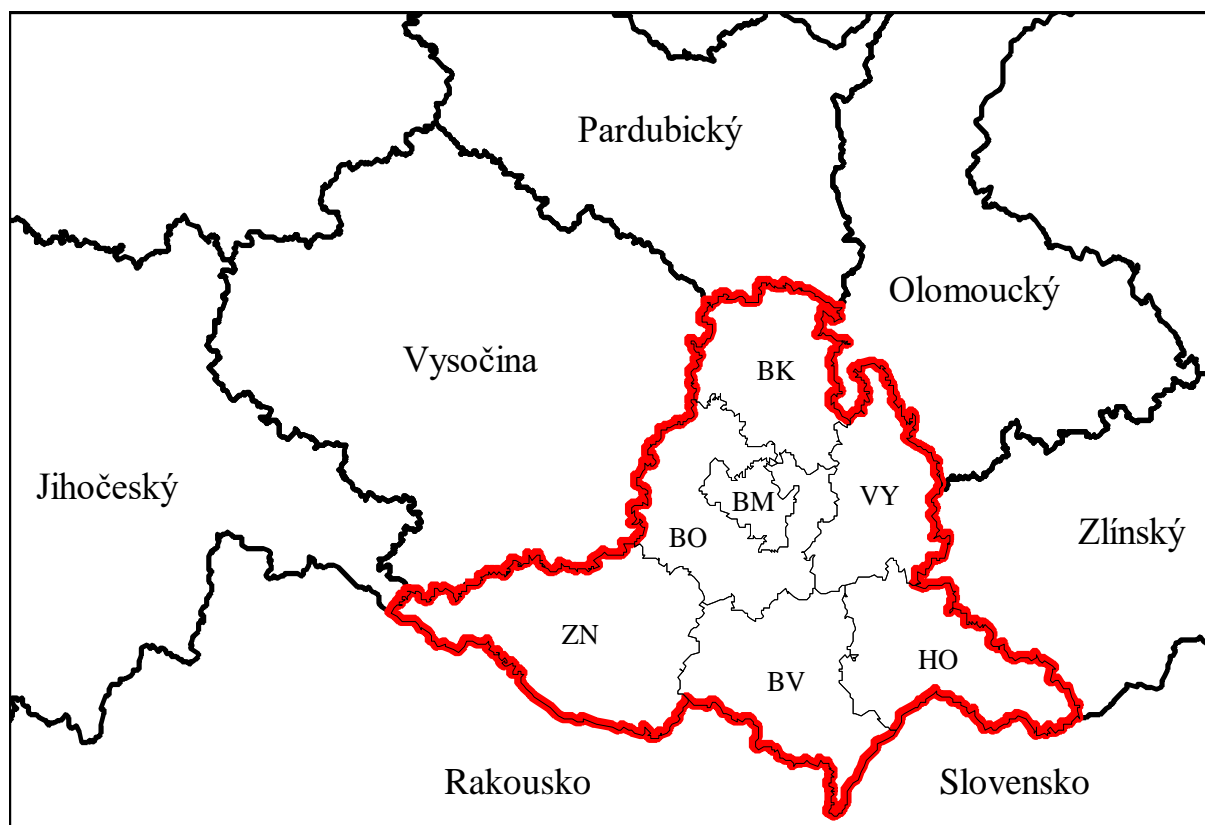 Pardubický
Olomoucký
Vysočina
BK
Jihočeský
BM
VY
BO
Zlínský
ZN
HO
BV
Rakousko
Slovensko